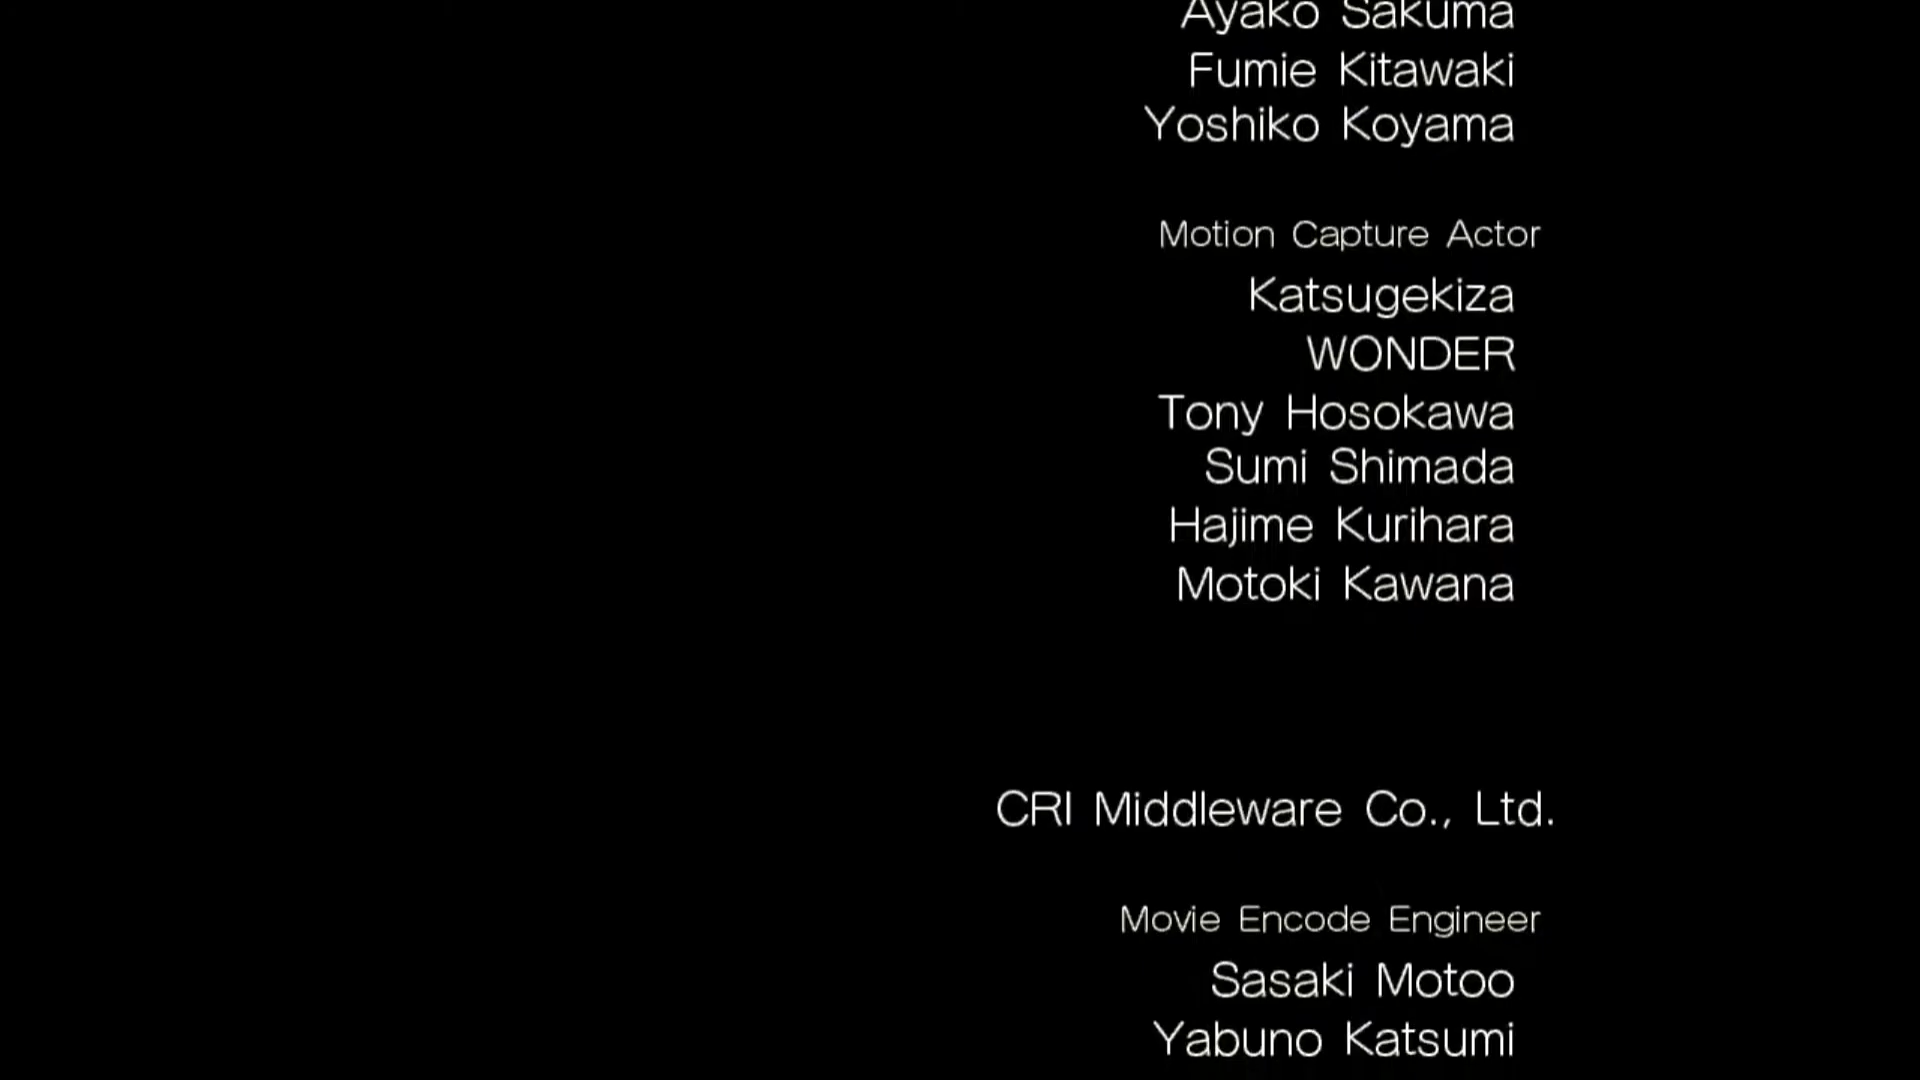 Ayako Sakuma
Fumie Kitawaki
Yoshiko Koyama
Motion Capture Actor
Katsugekiza
WONDER
Tony Hosokawa
Sumi Shimada
Hajime Kurihara
Motoki Kawana
CRI Middleware Co., Ltd.
Movie Encode Engineer
Sasaki Motoo
Yabuno Katsumi